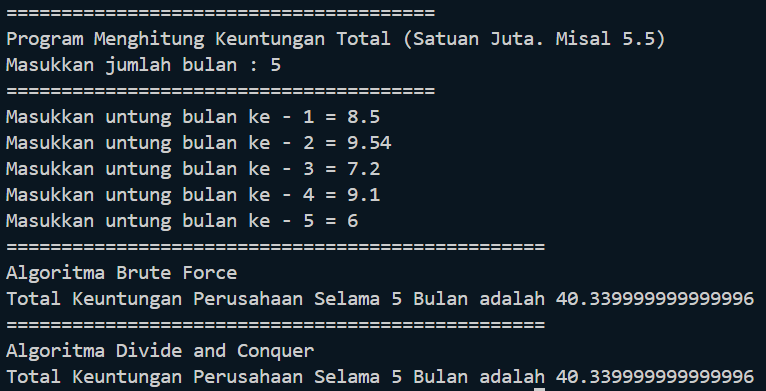 =======================================
Program Menghitung Keuntungan Total (Satuan Juta. Misal 5.5)
Masukkan jumlah bulan : 5
=======================================
Masukkan untung bulan ke - 1 = 8.5
Masukkan untung bulan ke - 2 = 9.54
Masukkan untung bulan ke - 3 = 7.2
Masukkan untung bulan ke - 4 = 9.1
Masukkan untung bulan ke - 5 = 6
=================================================
Algoritma Brute Force
Total Keuntungan Perusahaan Selama 5 Bulan adalah 40.339999999999996
=================================================
Algoritma Divide and Conquer
Total Keuntungan Perusahaan Selama 5 Bulan adalah 40.339999999999996